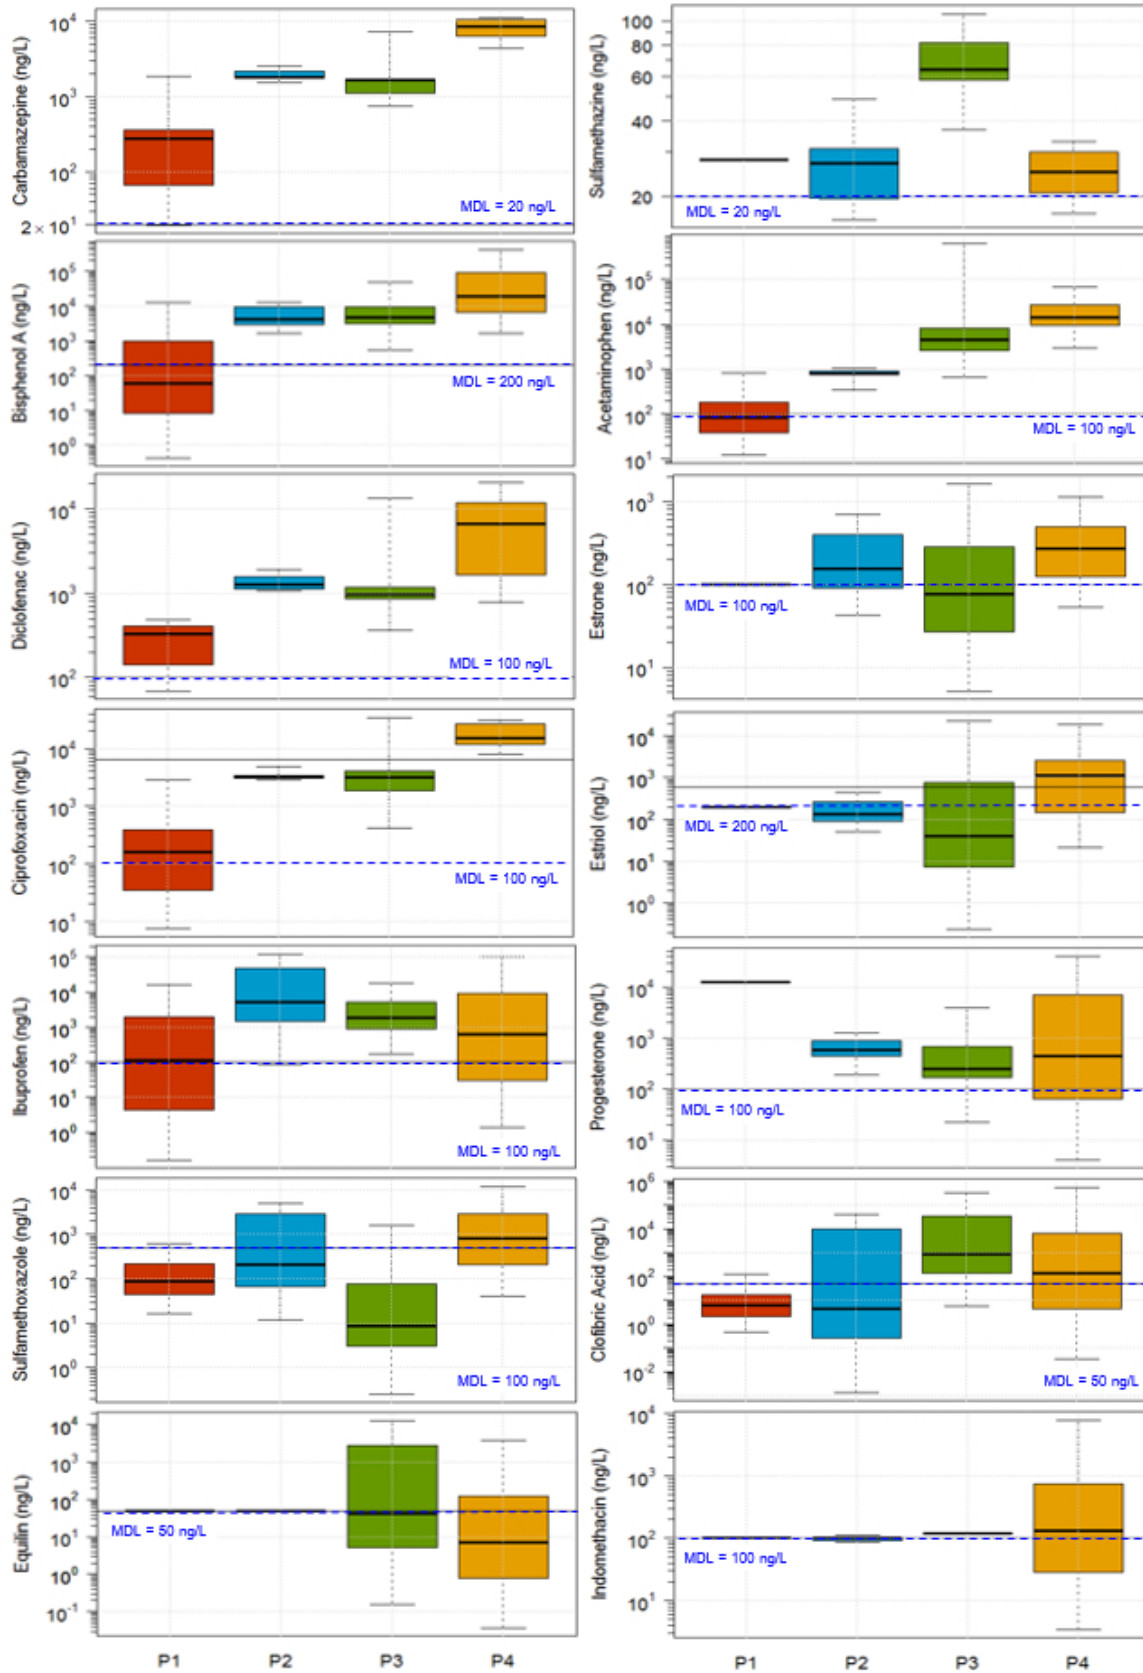 Carbamazepine (ng/L)
10⁴
10³
10²
2 × 10¹
MDL = 20 ng/L
Sulfamethazine (ng/L)
100
80
60
40
20
MDL = 20 ng/L
Bisphenol A (ng/L)
10⁵
10⁴
10³
10²
10¹
10⁰
MDL = 200 ng/L
Acetaminophen (ng/L)
10⁵
10⁴
10³
10²
10¹
MDL = 100 ng/L
Diclofenac (ng/L)
10⁴
10³
10²
MDL = 100 ng/L
Estrone (ng/L)
10³
10²
10¹
MDL = 100 ng/L
Ciprofoxacin (ng/L)
10⁴
10³
10²
10¹
MDL = 100 ng/L
Estriol (ng/L)
10⁴
10³
10²
10¹
10⁰
MDL = 200 ng/L
Ibuprofen (ng/L)
10⁵
10⁴
10³
10²
10¹
10⁰
MDL = 100 ng/L
Progesterone (ng/L)
10⁴
10³
10²
10¹
MDL = 100 ng/L
Sulfamethoxazole (ng/L)
10⁴
10³
10²
10¹
10⁰
MDL = 100 ng/L
Clofibric Acid (ng/L)
10⁶
10⁴
10²
10⁰
10⁻²
MDL = 50 ng/L
Equilin (ng/L)
10⁴
10³
10²
10¹
10⁰
10⁻¹
MDL = 50 ng/L
Indomethacin (ng/L)
10⁴
10³
10²
10¹
MDL = 100 ng/L
P1 P2 P3 P4
P1 P2 P3 P4